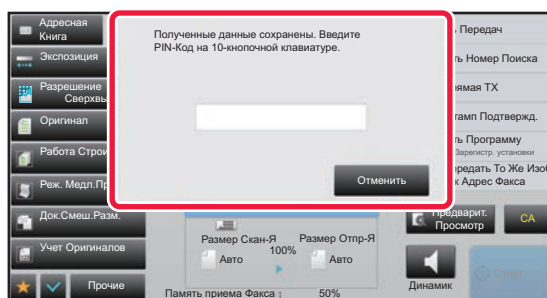 Адресная
Книга
Экспозиция
Разрешение
Сверхвы
Оригинал
Работа Строи
Реж. Медл.Пр
Док.Смеш.Разм.
Учет Оригиналов
Прочие
Полученные данные сохранены. Введите
PIN-Код на 10-кнопочной клавиатуре.
Отменить
Передач
ть Номер Поиска
ямая TX
тамп Подтвержд.
ть Программу
Зарегистр. установки
ередать То Же Изоб
к Адрес Факса
Размер Скан-Я
100%
Размер Отпр-Я
Авто
Авто
Память приема Факса :
50%
Предварит.
Просмотр
CA
Динамик
Старт